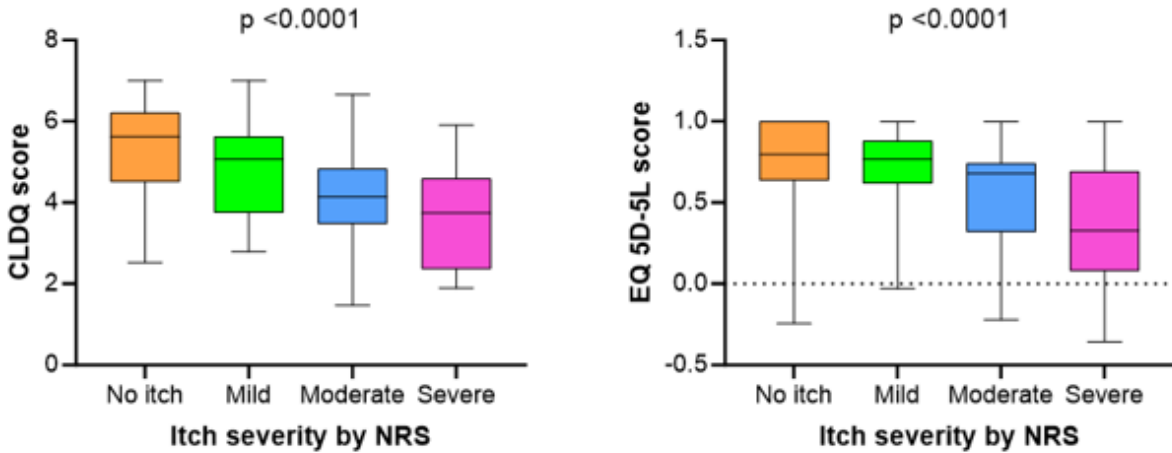 p <0.0001
CLDQ score
8
6
4
2
0
No itch Mild Moderate Severe
Itch severity by NRS
p <0.0001
EQ 5D-5L score
1.5
1.0
0.5
0.0
-0.5
No itch Mild Moderate Severe
Itch severity by NRS